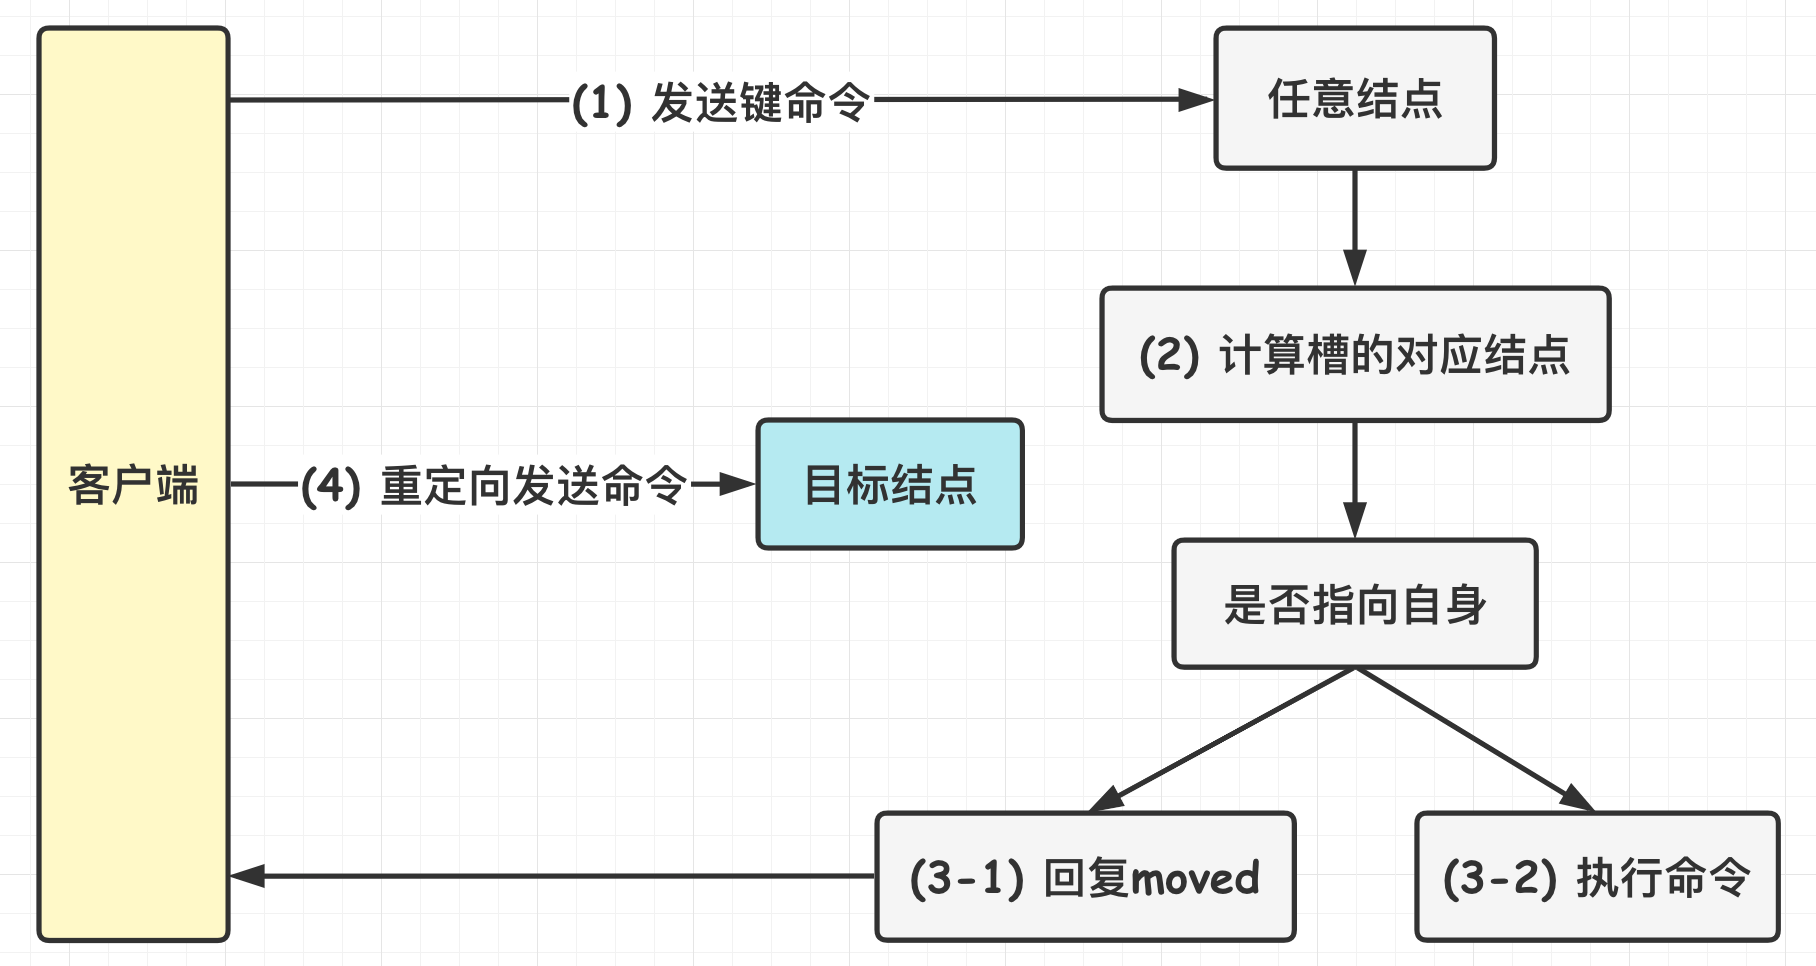 (1) 发送键命令
任意结点
(2) 计算槽的对应结点
客户端
(4) 重定向发送命令
目标结点
是否指向自身
(3-1) 回复moved
(3-2) 执行命令